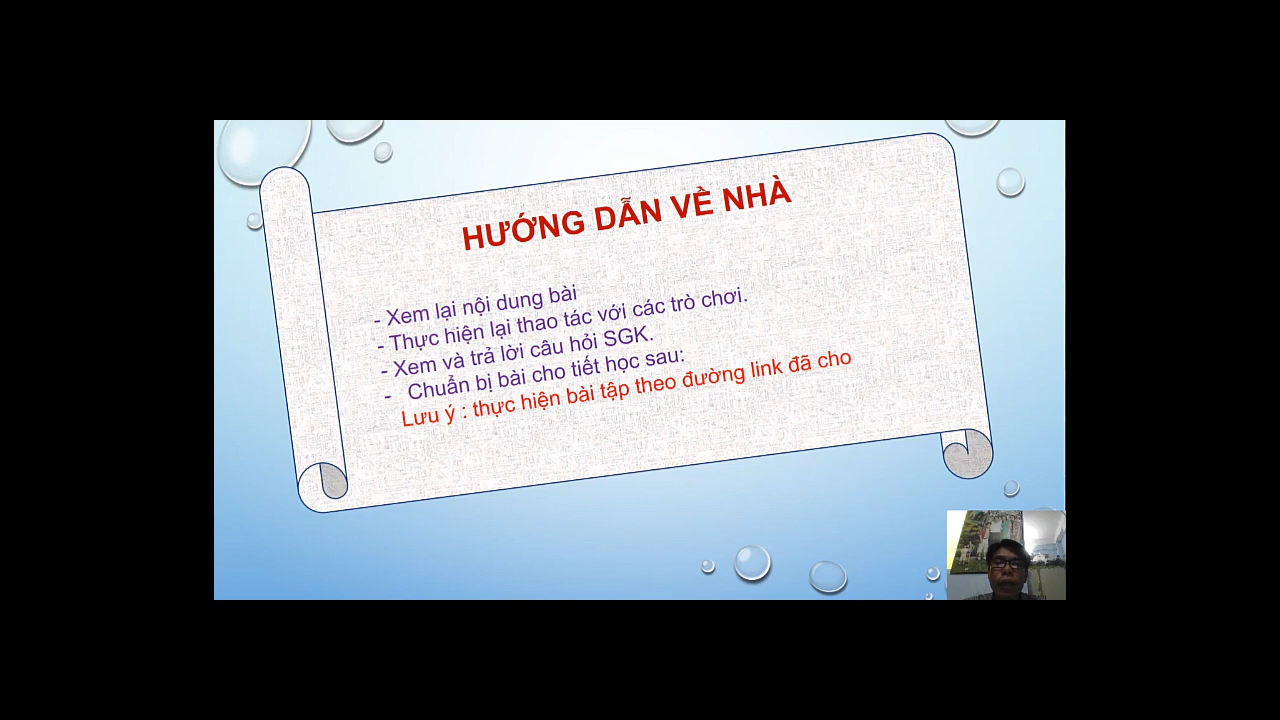 HƯỚNG DẪN VỀ NHÀ
- Xem lại nội dung bài
- Thực hiện lại thao tác với các trò chơi.
- Xem và trả lời câu hỏi SGK.
- Chuẩn bị bài cho tiết học sau:
Lưu ý : thực hiện bài tập theo đường link đã cho